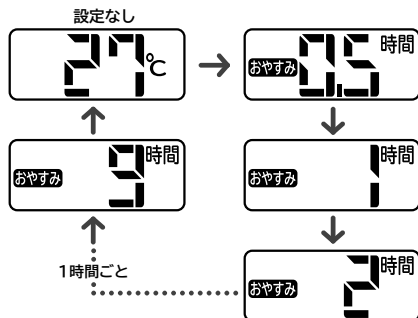 設定なし
27℃
おやすみ 0.5 時間
おやすみ 9 時間
おやすみ 1 時間
1時間ごと
おやすみ 2 時間